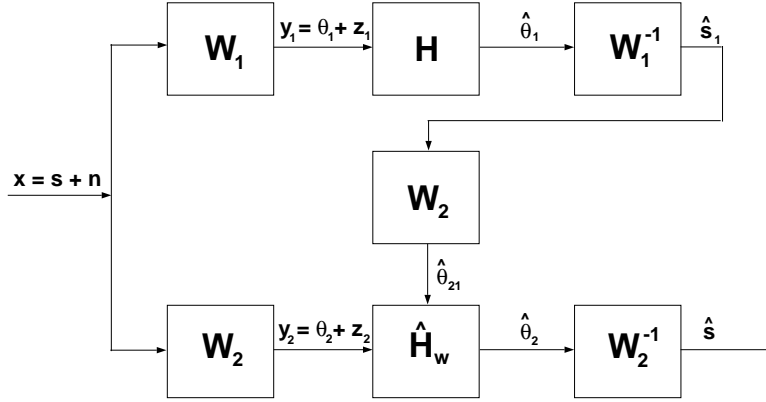 W₁
y₁ = θ₁ + z₁
H
θ̂₁
W₁⁻¹
ŝ₁
x = s + n
W₂
θ̂₂₁
W₂
y₂ = θ₂ + z₂
Ĥw
θ̂₂
W₂⁻¹
ŝ